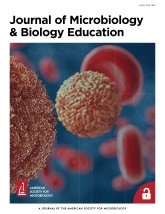 Journal of Microbiology
& Biology Education
AMERICAN
SOCIETY FOR
MICROBIOLOGY
A JOURNAL OF THE AMERICAN SOCIETY FOR MICROBIOLOGY